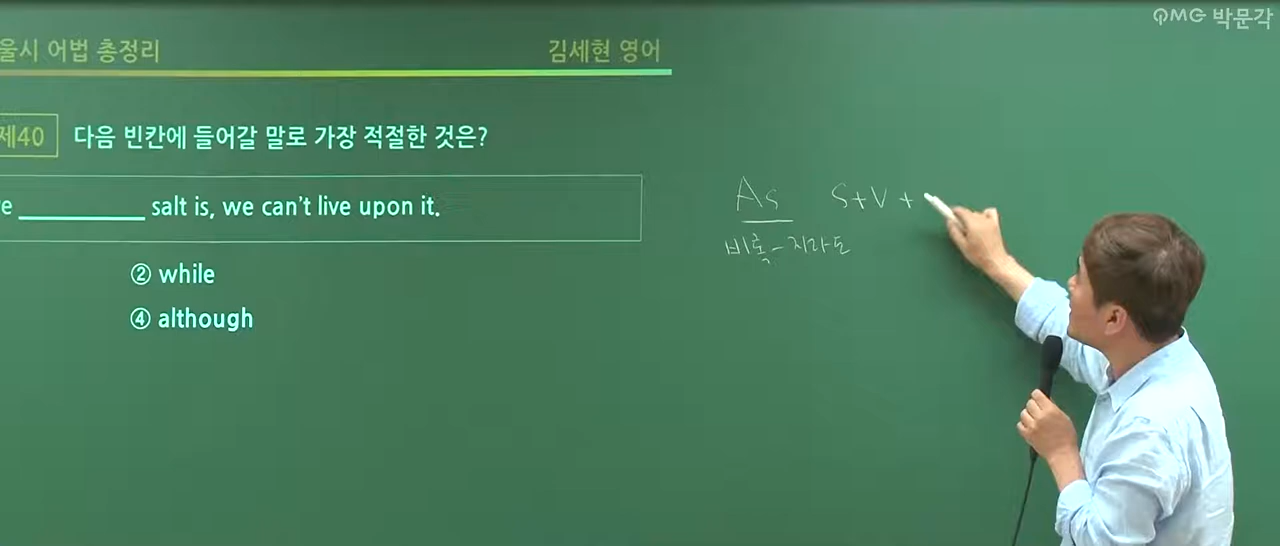 QMG 박문각
울시 어법 총정리
김세현 영어
제40 다음 빈칸에 들어갈 말로 가장 적절한 것은?
e ________ salt is, we can't live upon it.
② while
④ although
As S+V+
비록-지라도